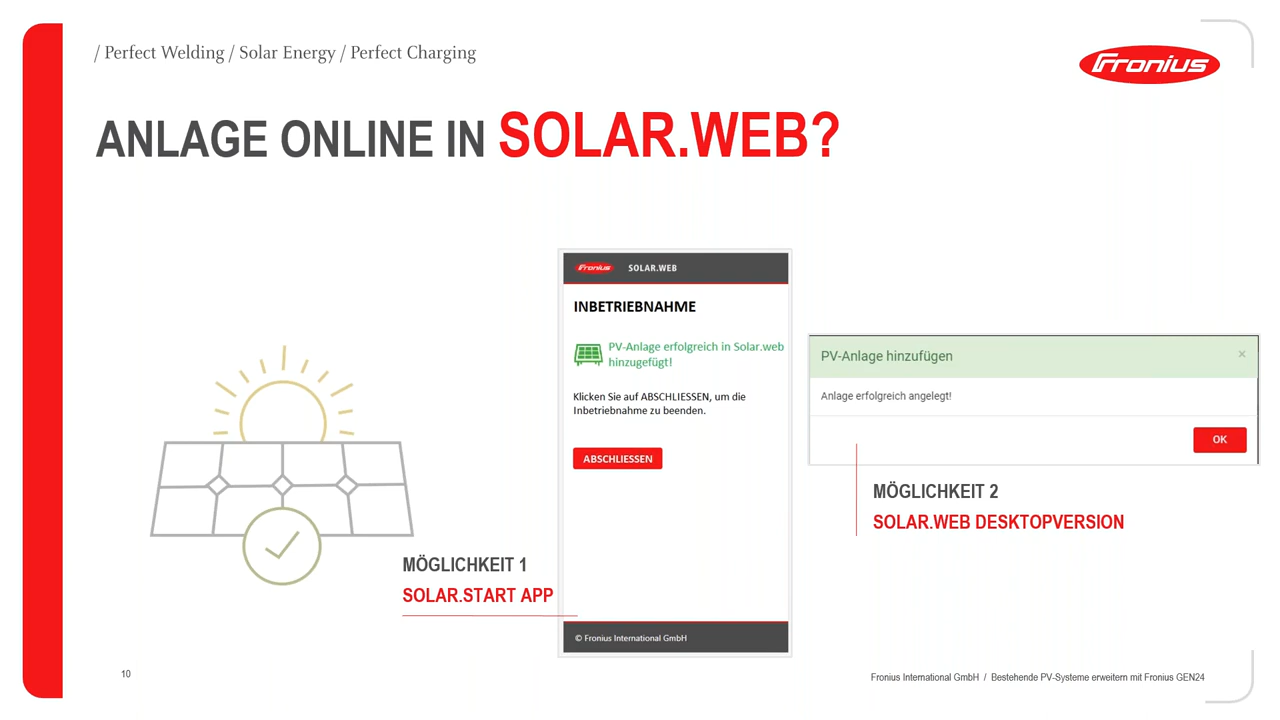 / Perfect Welding / Solar Energy / Perfect Charging
Fronius
ANLAGE ONLINE IN SOLAR.WEB?
Fronius SOLAR.WEB
INBETRIEBNAHME
PV-Anlage erfolgreich in Solar.web
hinzugefügt!
Klicken Sie auf ABSCHLIESSEN, um die
Inbetriebnahme zu beenden.
ABSCHLIESSEN
© Fronius International GmbH
PV-Anlage hinzufügen ×
Anlage erfolgreich angelegt!
OK
MÖGLICHKEIT 2
SOLAR.WEB DESKTOPVERSION
MÖGLICHKEIT 1
SOLAR.START APP
10
Fronius International GmbH / Bestehende PV-Systeme erweitern mit Fronius GEN24